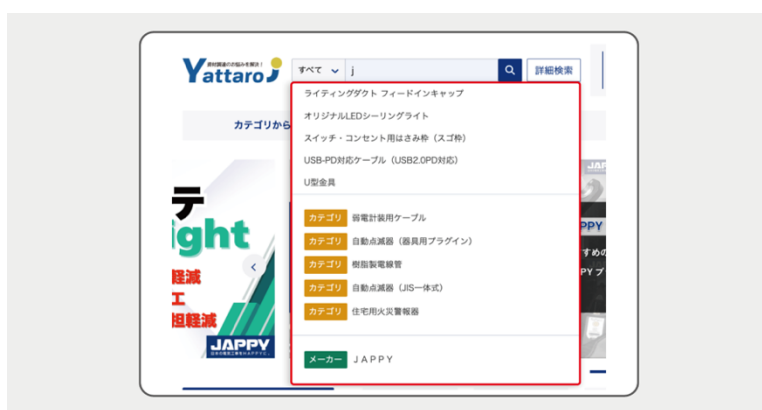 資材調達のお悩みを解決！
Yattaro
すべて
j
詳細検索
カテゴリから
ライティングダクト フィードインキャップ
オリジナルLEDシーリングライト
スイッチ・コンセント用はさみ枠（スゴ枠）
USB-PD対応ケーブル（USB2.0PD対応）
U型金具
カテゴリ 弱電計装用ケーブル
カテゴリ 自動点滅器（器具用プラグイン）
カテゴリ 樹脂製電線管
カテゴリ 自動点滅器（JIS一体式）
カテゴリ 住宅用火災警報器
メーカー ＪＡＰＰＹ
テ
ight
軽減
工
担軽減
JAPPY
JAP
PPY
すめの
PY ブ